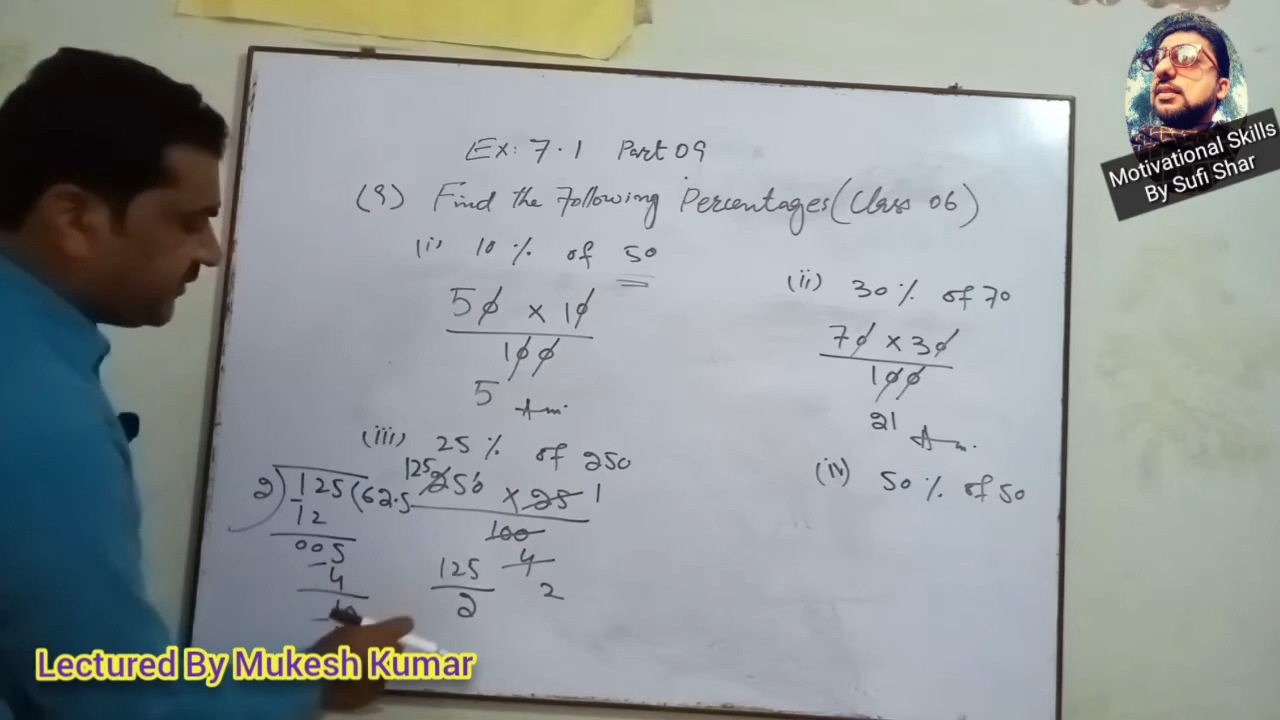 Motivational Skills
By Sufi Shar
Ex: 7.1 Part 09
(9) Find the Following Percentages (Class 06)
(i) 10 % of 50
50 x 10
100
5 Ans.
(ii) 30 % of 70
70 x 30
100
21 Ans.
(iii) 25 % of 250
125 250 x 25 1
100
4
2
125
2
2) 125 (62.5
12
005
4
10
(iv) 50 % of 50
Lectured By Mukesh Kumar